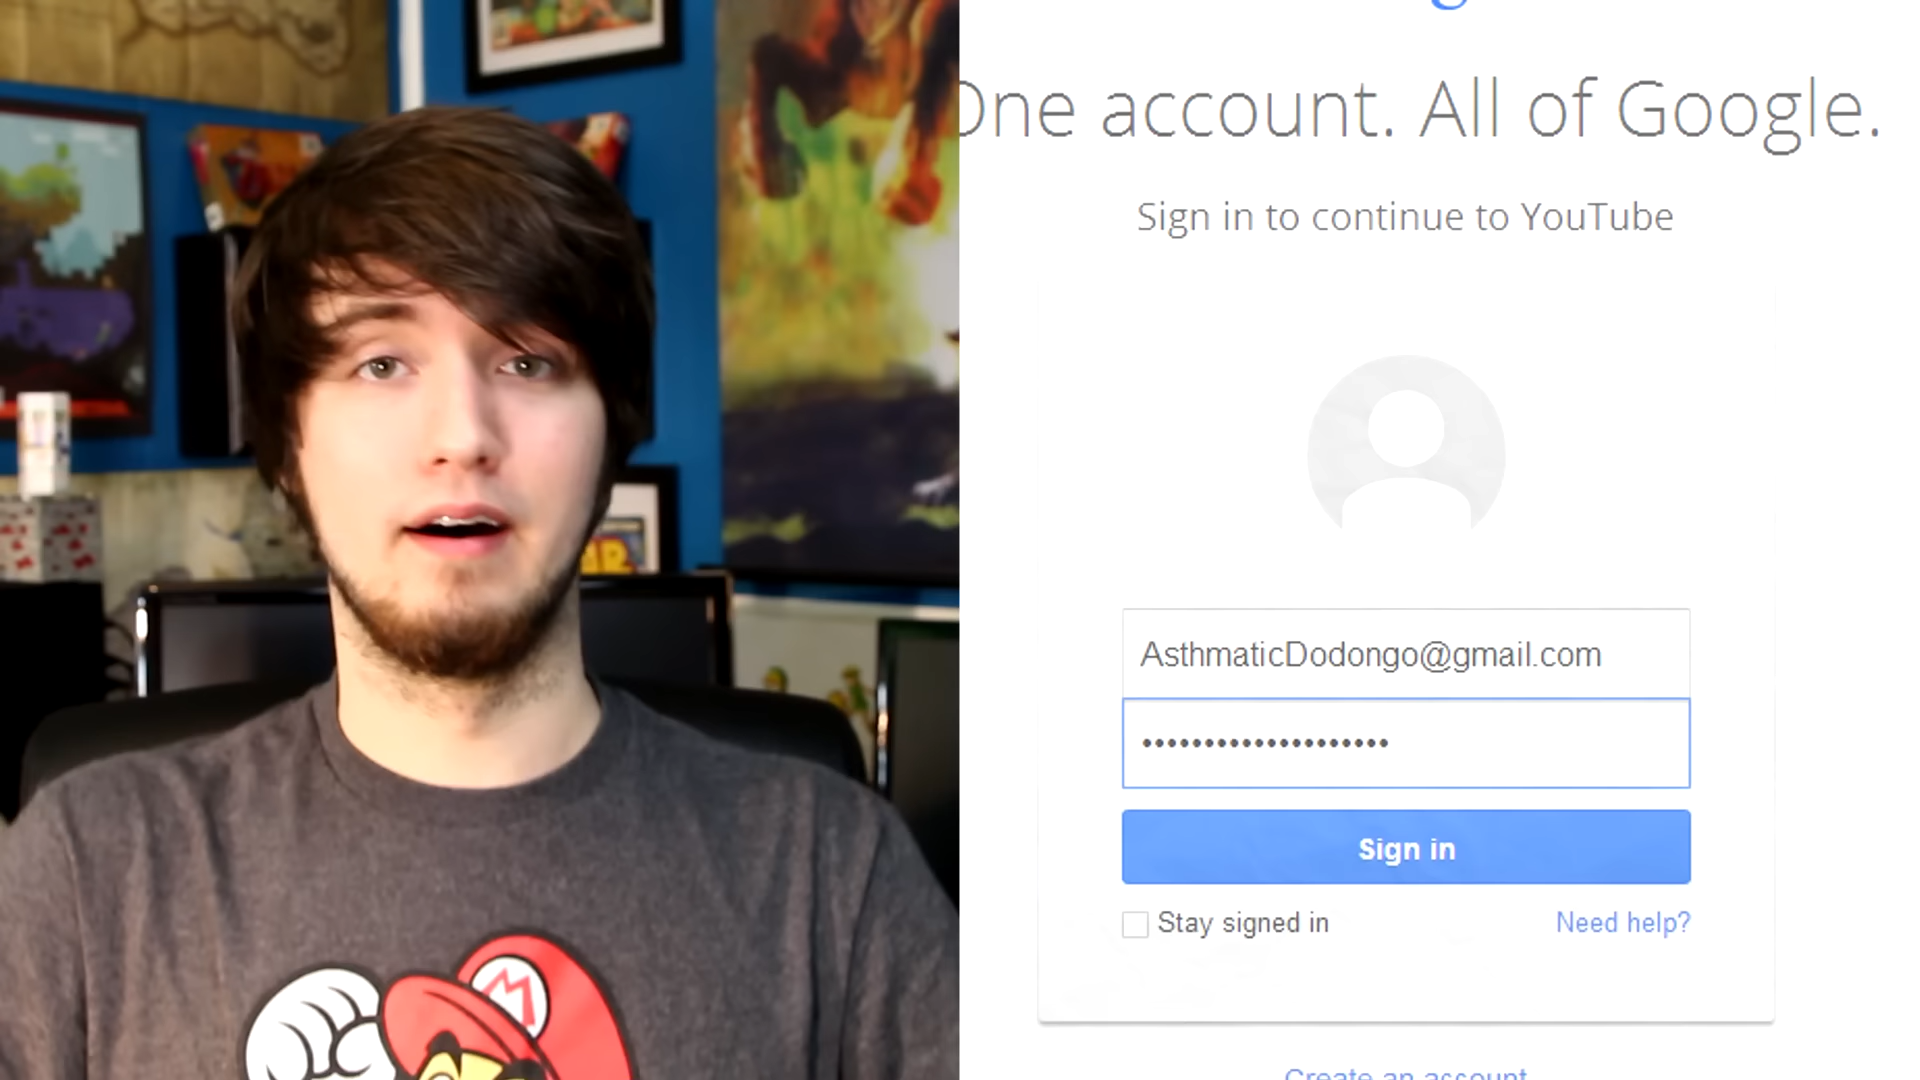 One account. All of Google.
Sign in to continue to YouTube
AsthmaticDodongo@gmail.com
Sign in
Stay signed in
Need help?
Create an account
M